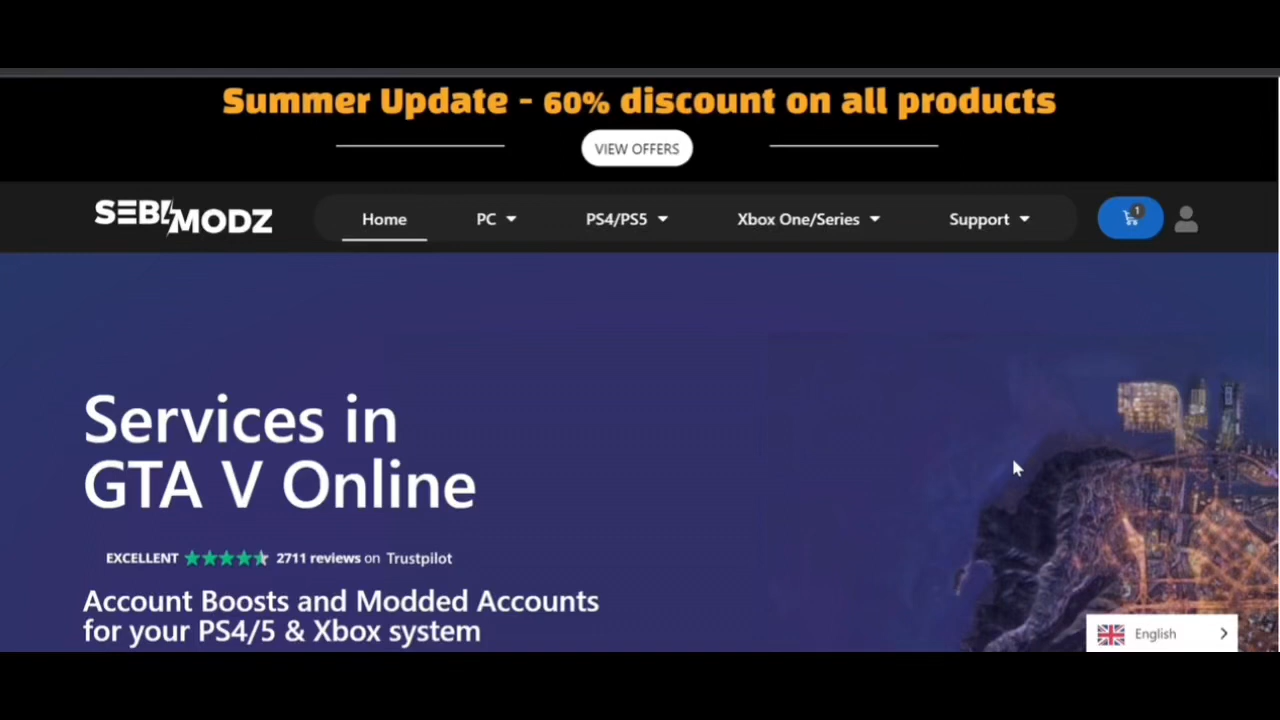 Summer Update - 60% discount on all products
VIEW OFFERS
SEBI MODZ
Home PC PS4/PS5 Xbox One/Series Support 1
Services in
GTA V Online
EXCELLENT 2711 reviews on Trustpilot
Account Boosts and Modded Accounts
for your PS4/5 & Xbox system
English